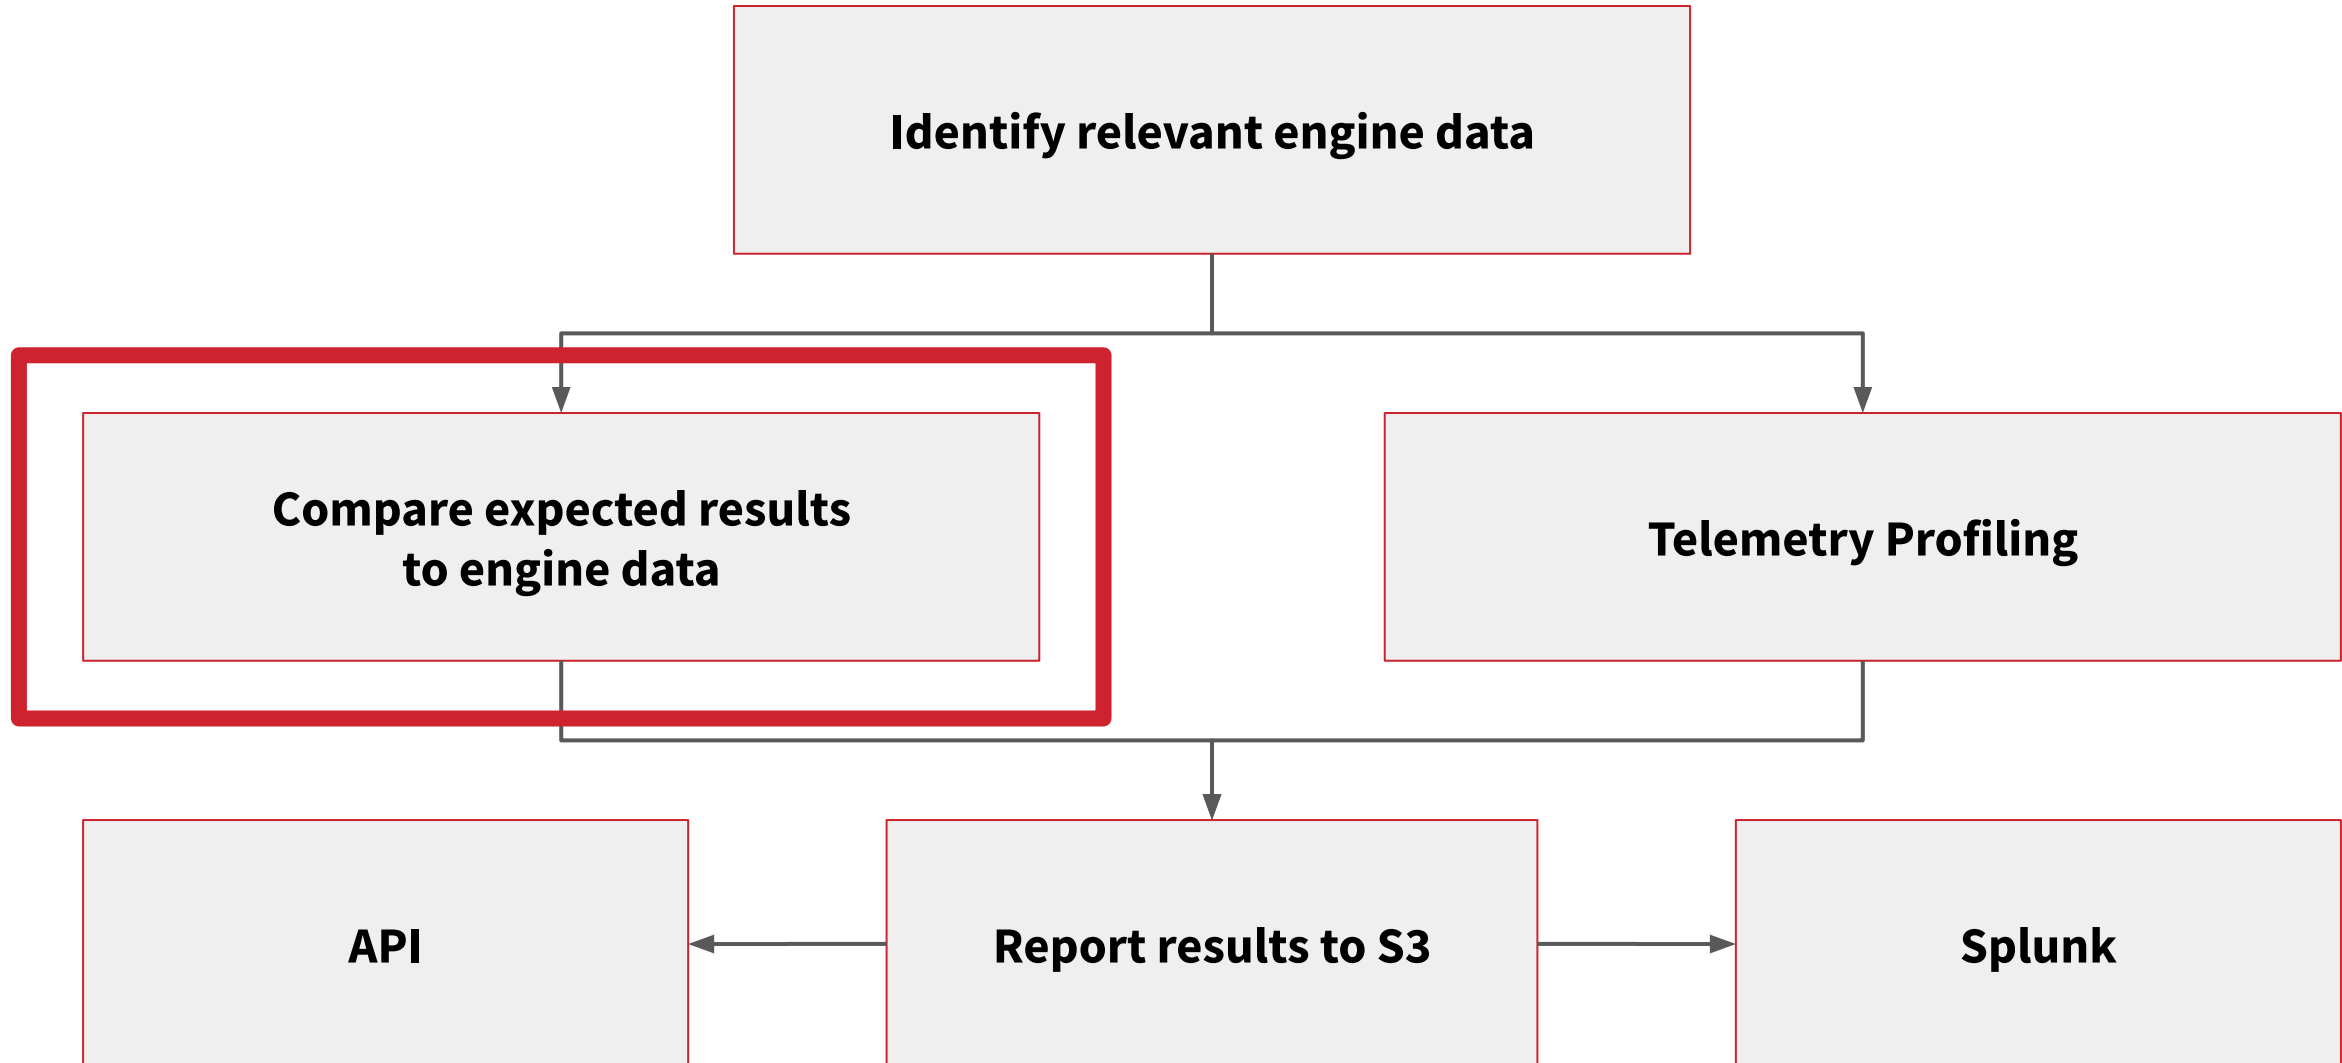 Identify relevant engine data
Compare expected results
to engine data
Telemetry Profiling
API
Report results to S3
Splunk